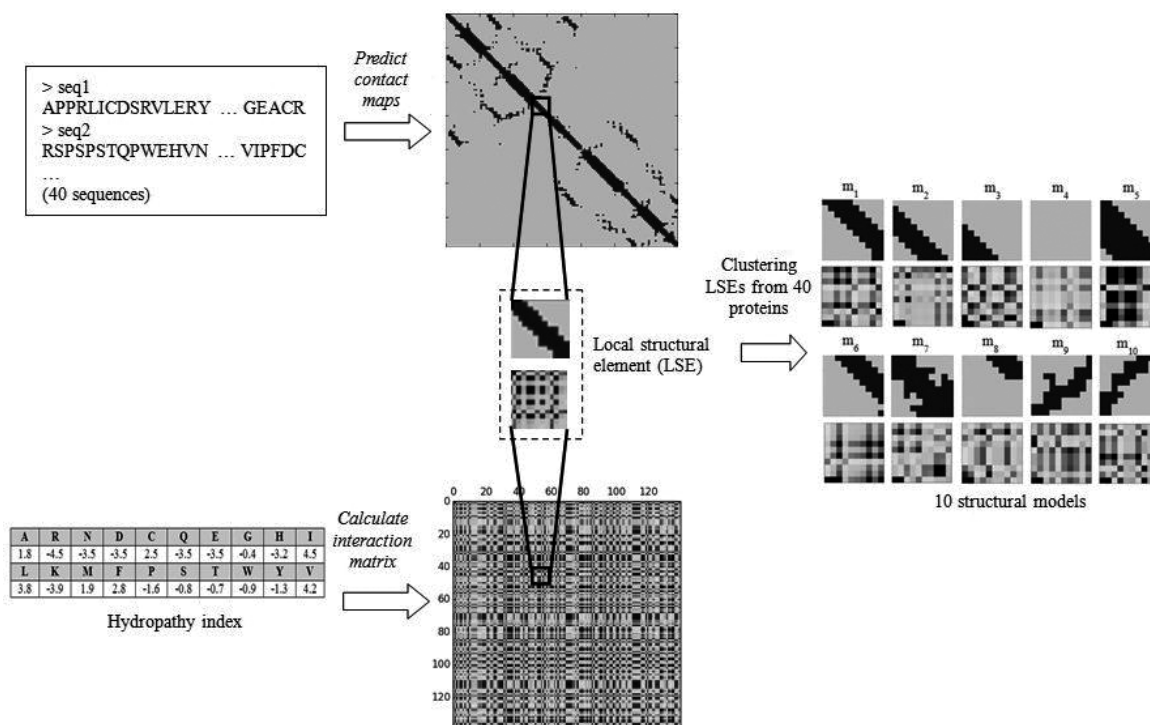 > seq1
APPRLICDSRVLERY … GEACR
> seq2
RSPSPSTQPWEHVN … VIPFDC
…
(40 sequences)
Predict
contact
maps
Local structural
element (LSE)
Clustering
LSEs from 40
proteins
m1 m2 m3 m4 m5
m6 m7 m8 m9 m10
10 structural models
A R N D C Q E G H I
1.8 -4.5 -3.5 -3.5 2.5 -3.5 -3.5 -0.4 -3.2 4.5
L K M F P S T W Y V
3.8 -3.9 1.9 2.8 -1.6 -0.8 -0.7 -0.9 -1.3 4.2
Hydropathy index
Calculate
interaction
matrix
0 20 40 60 80 100 120
0
20
40
60
80
100
120